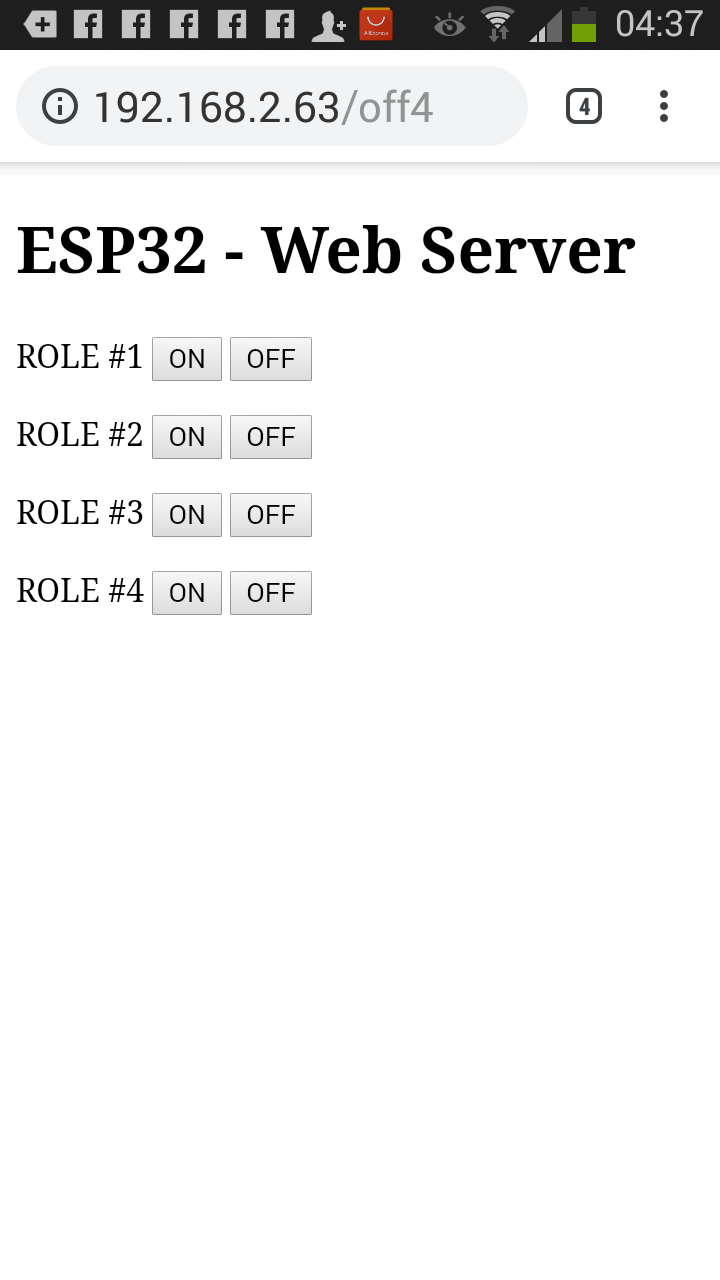 04:37
192.168.2.63/off4 4
ESP32 - Web Server
ROLE #1 ON OFF
ROLE #2 ON OFF
ROLE #3 ON OFF
ROLE #4 ON OFF